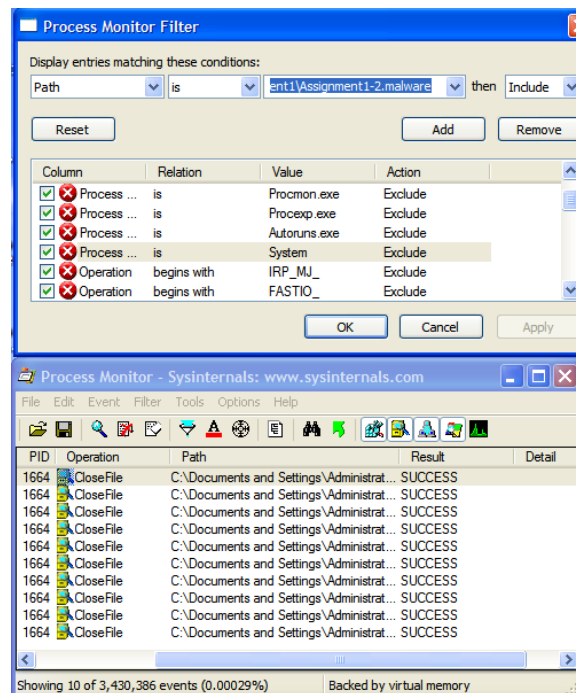 Process Monitor Filter
Display entries matching these conditions:
Path is ent1\Assignment1-2.malware then Include
Reset Add Remove
Column Relation Value Action
Process ... is Procmon.exe Exclude
Process ... is Procexp.exe Exclude
Process ... is Autoruns.exe Exclude
Process ... is System Exclude
Operation begins with IRP_MJ_ Exclude
Operation begins with FASTIO_ Exclude
OK Cancel Apply
Process Monitor - Sysinternals: www.sysinternals.com
File Edit Event Filter Tools Options Help
PID Operation Path Result Detail
1664 CloseFile C:\Documents and Settings\Administrat... SUCCESS
1664 CloseFile C:\Documents and Settings\Administrat... SUCCESS
1664 CloseFile C:\Documents and Settings\Administrat... SUCCESS
1664 CloseFile C:\Documents and Settings\Administrat... SUCCESS
1664 CloseFile C:\Documents and Settings\Administrat... SUCCESS
1664 CloseFile C:\Documents and Settings\Administrat... SUCCESS
1664 CloseFile C:\Documents and Settings\Administrat... SUCCESS
1664 CloseFile C:\Documents and Settings\Administrat... SUCCESS
1664 CloseFile C:\Documents and Settings\Administrat... SUCCESS
1664 CloseFile C:\Documents and Settings\Administrat... SUCCESS
Showing 10 of 3,430,386 events (0.00029%) Backed by virtual memory